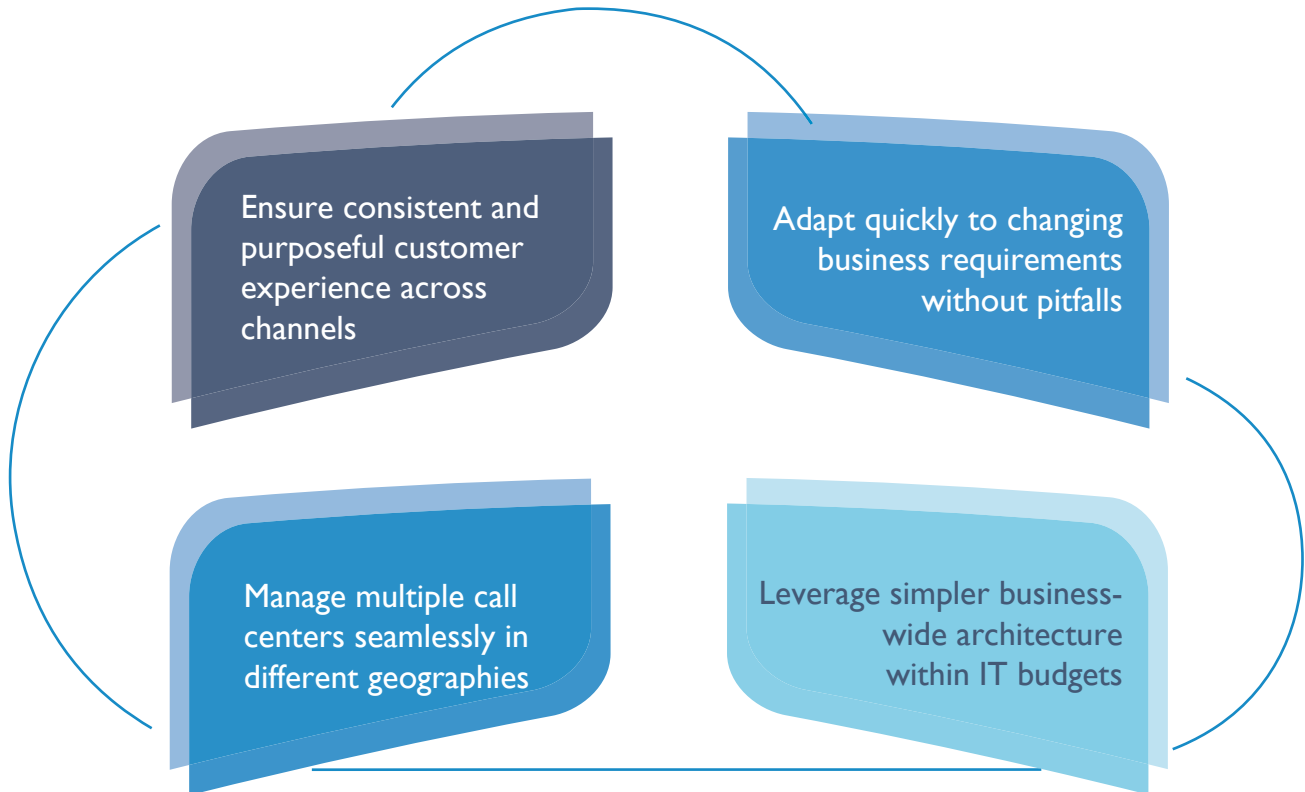 Ensure consistent and
purposeful customer
experience across
channels
Adapt quickly to changing
business requirements
without pitfalls
Manage multiple call
centers seamlessly in
different geographies
Leverage simpler business-
wide architecture
within IT budgets